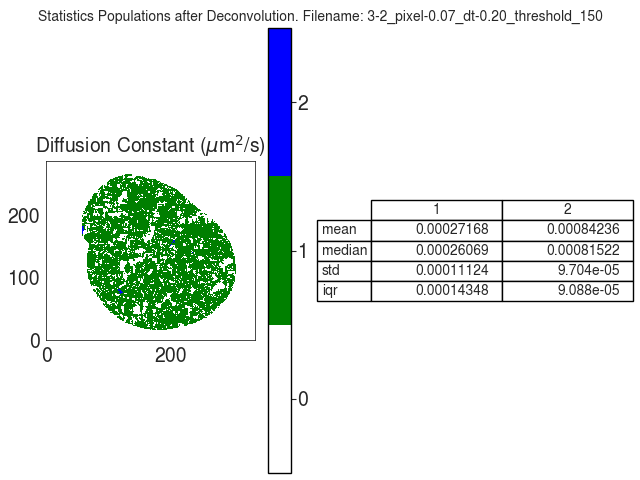 Statistics Populations after Deconvolution. Filename: 3-2_pixel-0.07_dt-0.20_threshold_150
Diffusion Constant (μm²/s)
200
100
0
0 200
2
1
0
1 2
mean 0.00027168 0.00084236
median 0.00026069 0.00081522
std 0.00011124 9.704e-05
iqr 0.00014348 9.088e-05